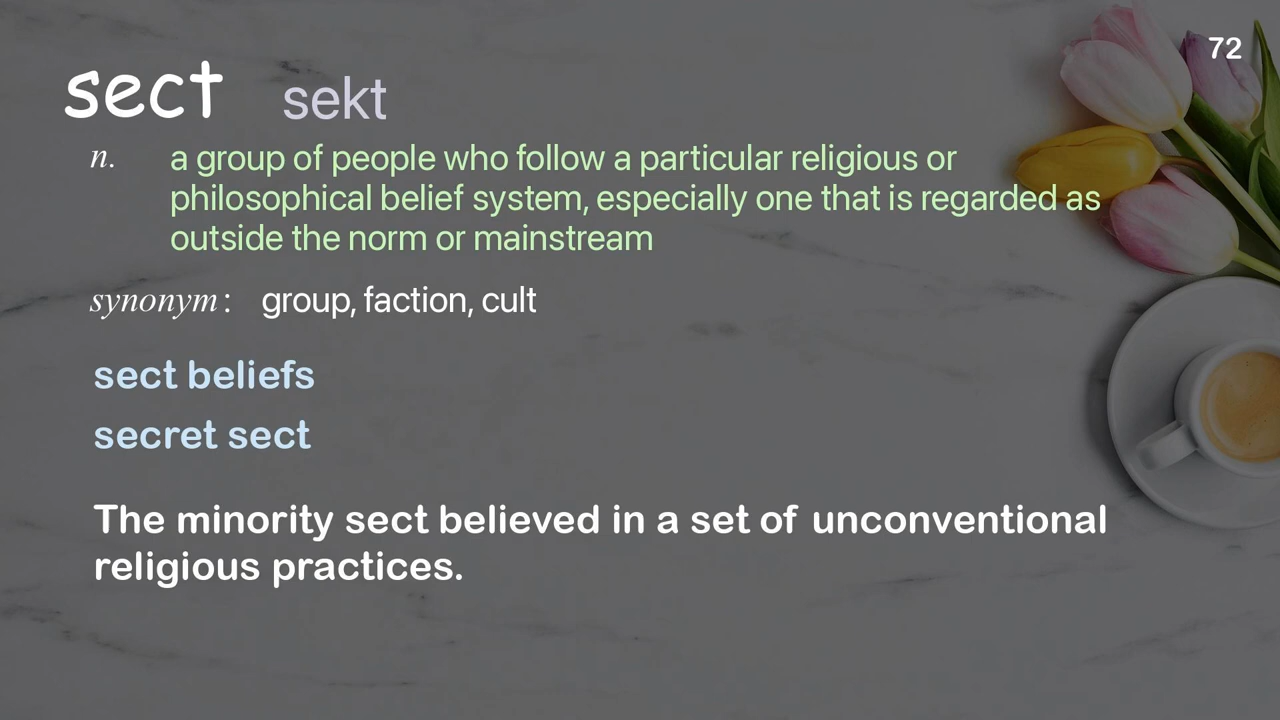 72
sect sekt
n. a group of people who follow a particular religious or
philosophical belief system, especially one that is regarded as
outside the norm or mainstream
synonym: group, faction, cult
sect beliefs
secret sect
The minority sect believed in a set of unconventional
religious practices.